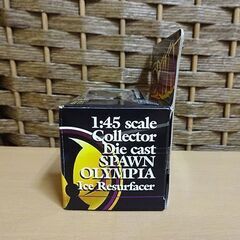 1:45 scale
Collector
Die cast
SPAWN
OLYMPIA
Ice Resurfacer